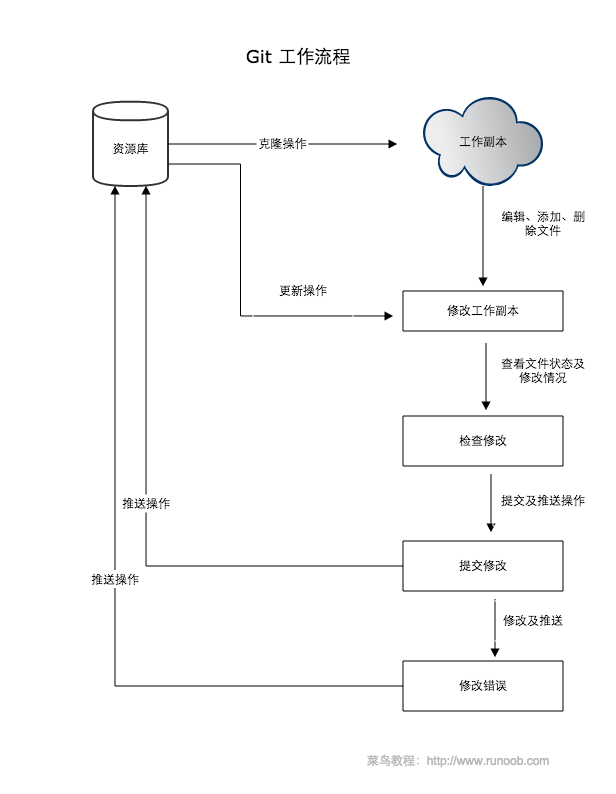 Git 工作流程
资源库
克隆操作
工作副本
编辑、添加、删
除文件
更新操作
修改工作副本
查看文件状态及
修改情况
检查修改
推送操作
提交及推送操作
提交修改
推送操作
修改及推送
修改错误
菜鸟教程：http://www.runoob.com